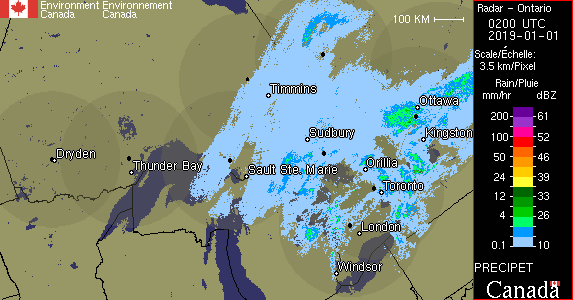 Environment Environnement
Canada Canada
100 KM
Timmins
Ottawa
Sudbury
Kingston
Dryden
Thunder Bay
Sault Ste. Marie
Orillia
Toronto
London
Windsor
Radar - Ontario
0200 UTC
2019-01-01
Scale/Échelle:
3.5 km/Pixel
Rain/Pluie
mm/hr dBZ
200 61
100 56
52
50 46
24 39
12 33
4 26
0.1 10
PRECIPET
Canada